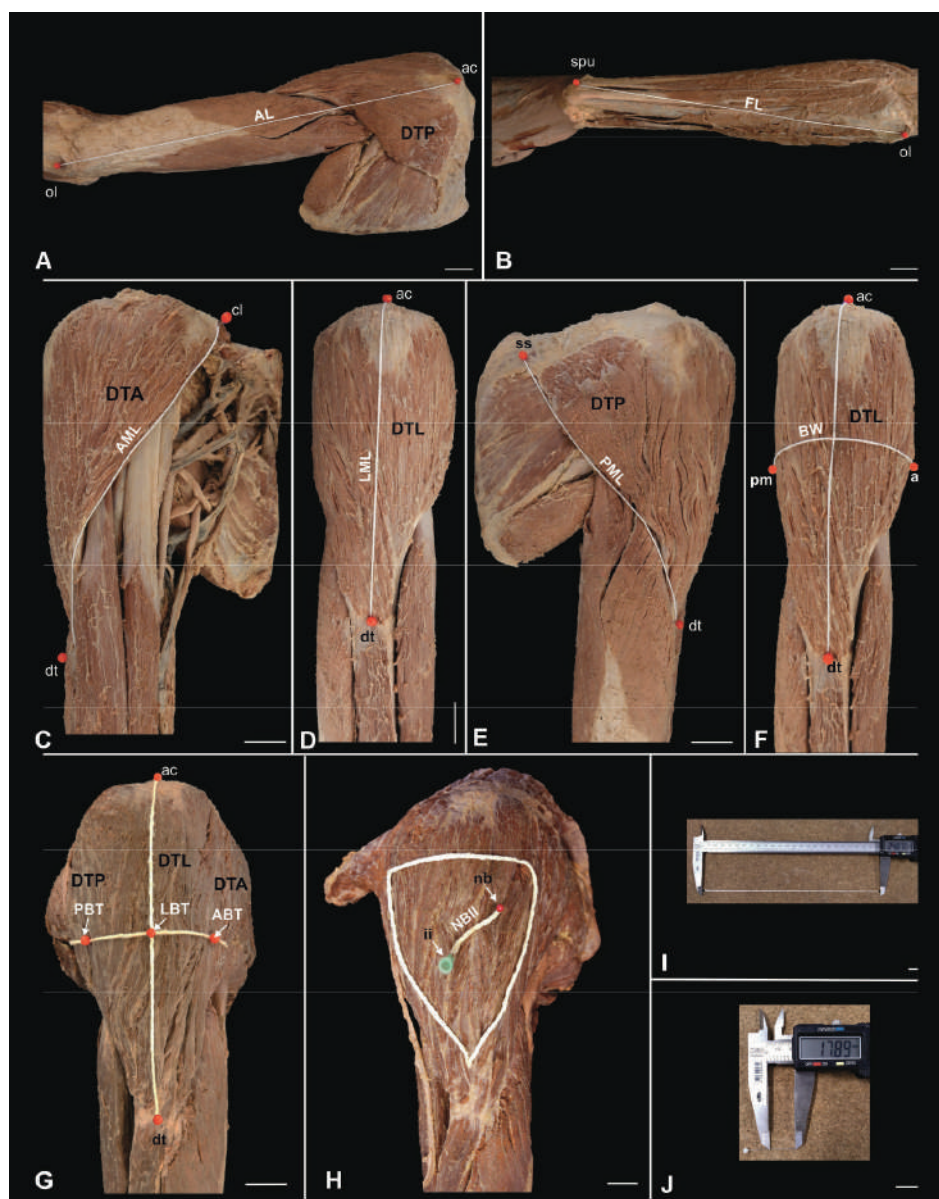 ac
AL
DTP
ol
A
spu
FL
ol
B
cl
DTA
AML
dt
C
ac
DTL
LML
dt
D
ss
DTP
PML
dt
E
ac
DTL
BW
pm
a
dt
F
ac
DTL
DTP
DTA
PBT
LBT
ABT
dt
G
nb
NBII
ii
H
I
17.89
J